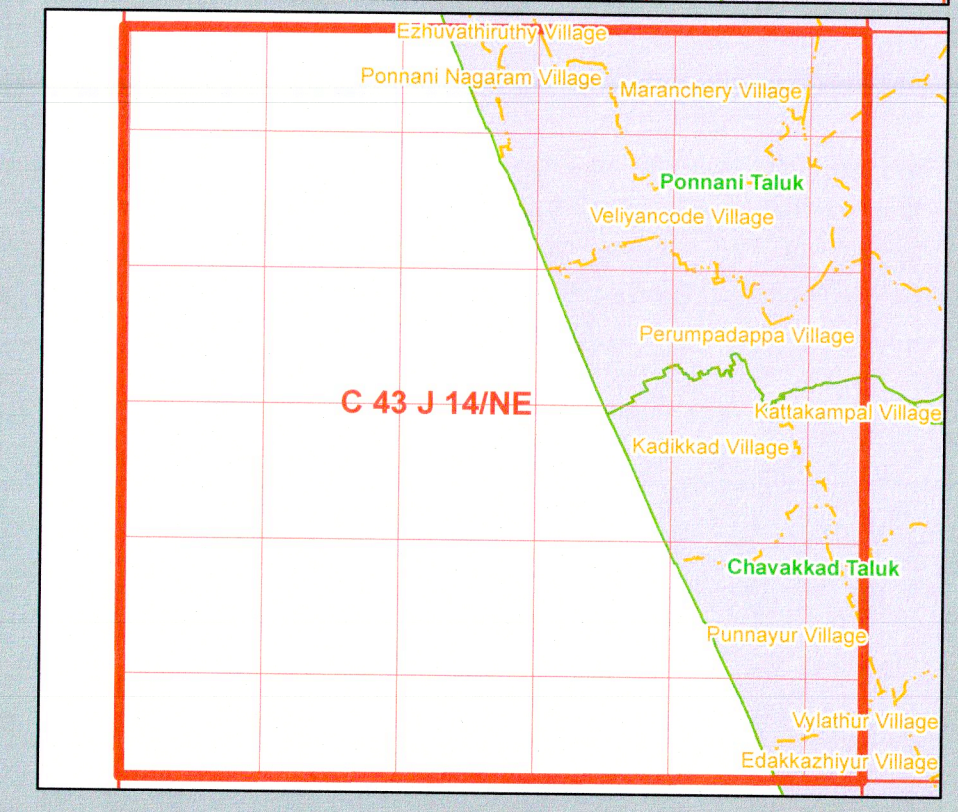 Ezhuvathiruthy Village
Ponnani Nagaram Village
Maranchery Village
Ponnani Taluk
Veliyancode Village
Perumpadappa Village
C 43 J 14/NE
Kattakampal Village
Kadikkad Village
Chavakkad Taluk
Punnayur Village
Vylathur Village
Edakkazhiyur Village